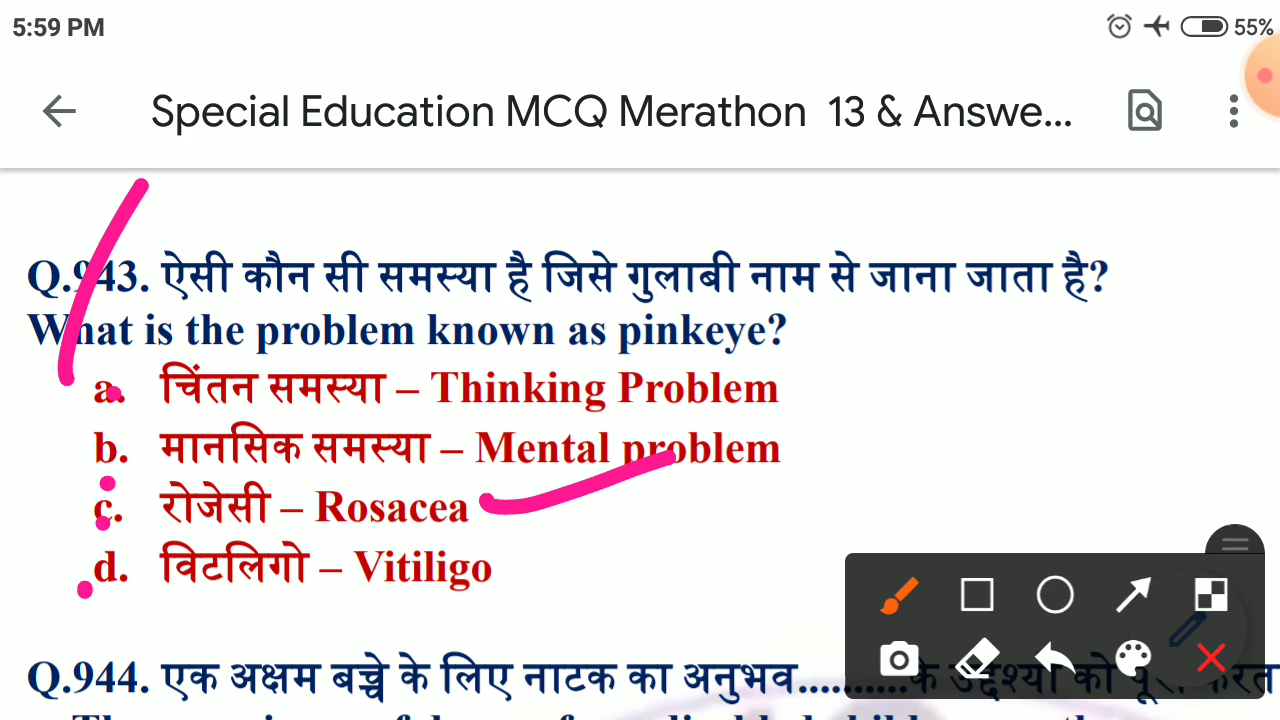 5:59 PM
55%
Special Education MCQ Merathon 13 & Answe...
Q.943. ऐसी कौन सी समस्या है जिसे गुलाबी नाम से जाना जाता है?
What is the problem known as pinkeye?
a. चिंतन समस्या – Thinking Problem
b. मानसिक समस्या – Mental problem
c. रोजेसी – Rosacea
d. विटलिगो – Vitiligo
Q.944. एक अक्षम बच्चे के लिए नाटक का अनुभव..........के